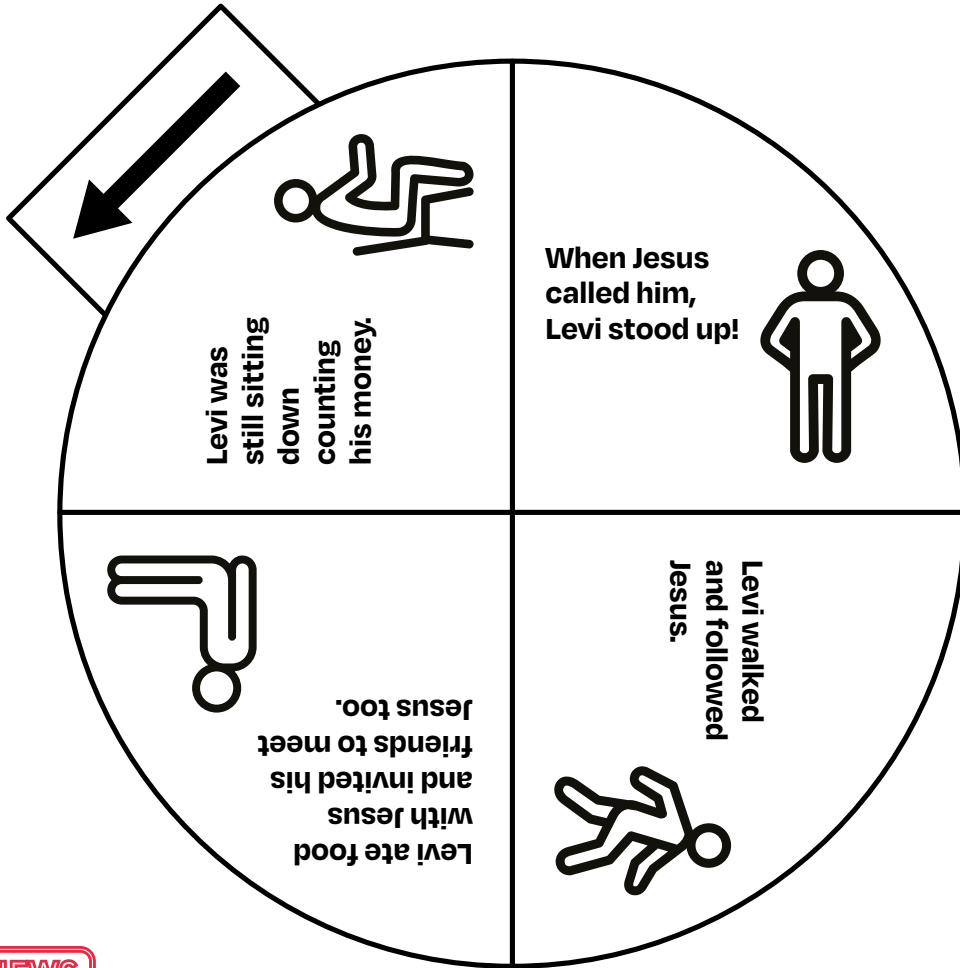 Levi was
still sitting
down
counting
his money.
When Jesus
called him,
Levi stood up!
Levi walked
and followed
Jesus.
Levi ate food
with Jesus
and invited his
friends to meet
Jesus too.